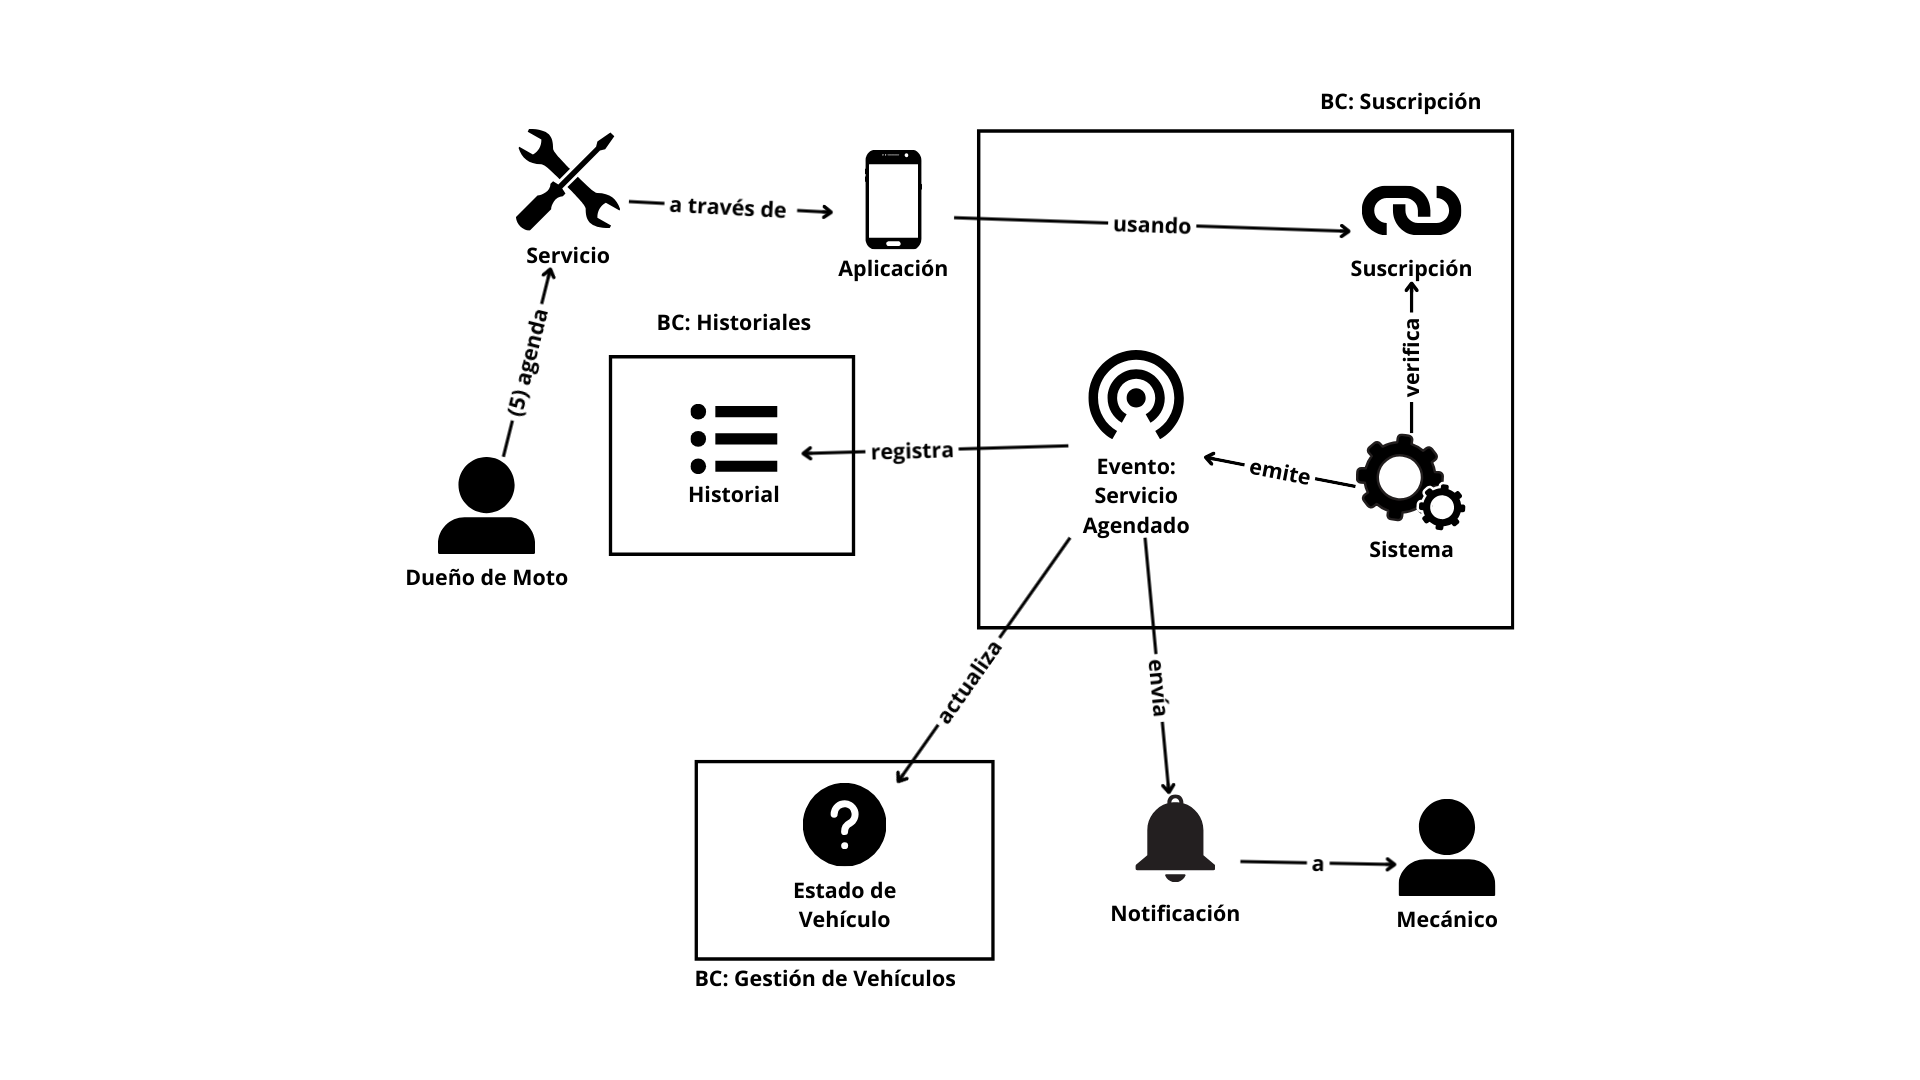 BC: Suscripción
Servicio
a través de
Aplicación
usando
Suscripción
(5) agenda
BC: Historiales
verifica
Historial
registra
Evento:
Servicio
Agendado
emite
Sistema
Dueño de Moto
actualiza
envía
Estado de
Vehículo
BC: Gestión de Vehículos
Notificación
a
Mecánico